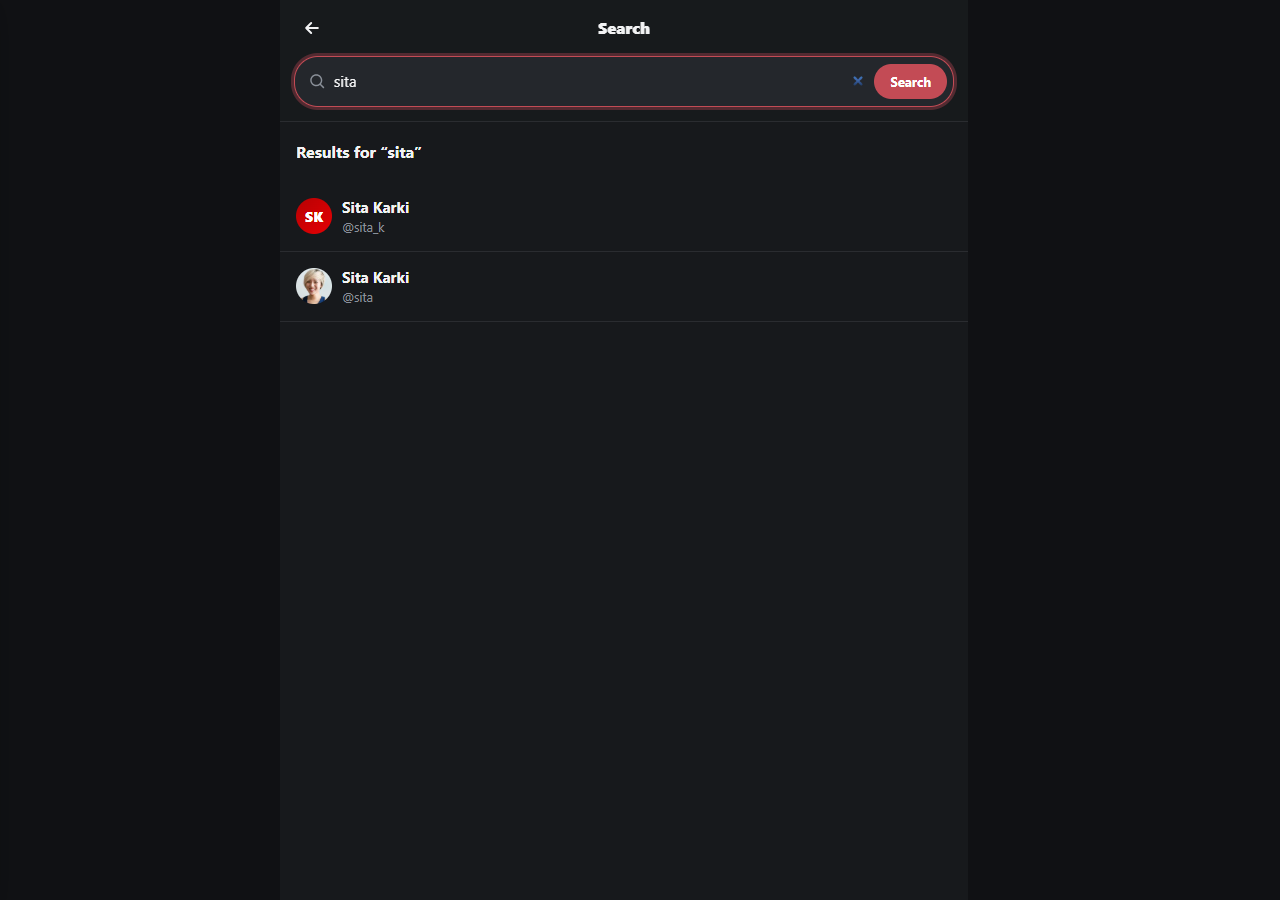 Search
sita
Search
Results for “sita”
SK
Sita Karki
@sita_k
Sita Karki
@sita